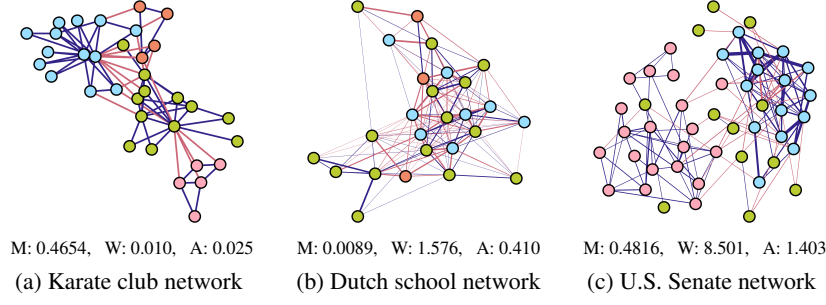 M: 0.4654, W: 0.010, A: 0.025
(a) Karate club network
M: 0.0089, W: 1.576, A: 0.410
(b) Dutch school network
M: 0.4816, W: 8.501, A: 1.403
(c) U.S. Senate network